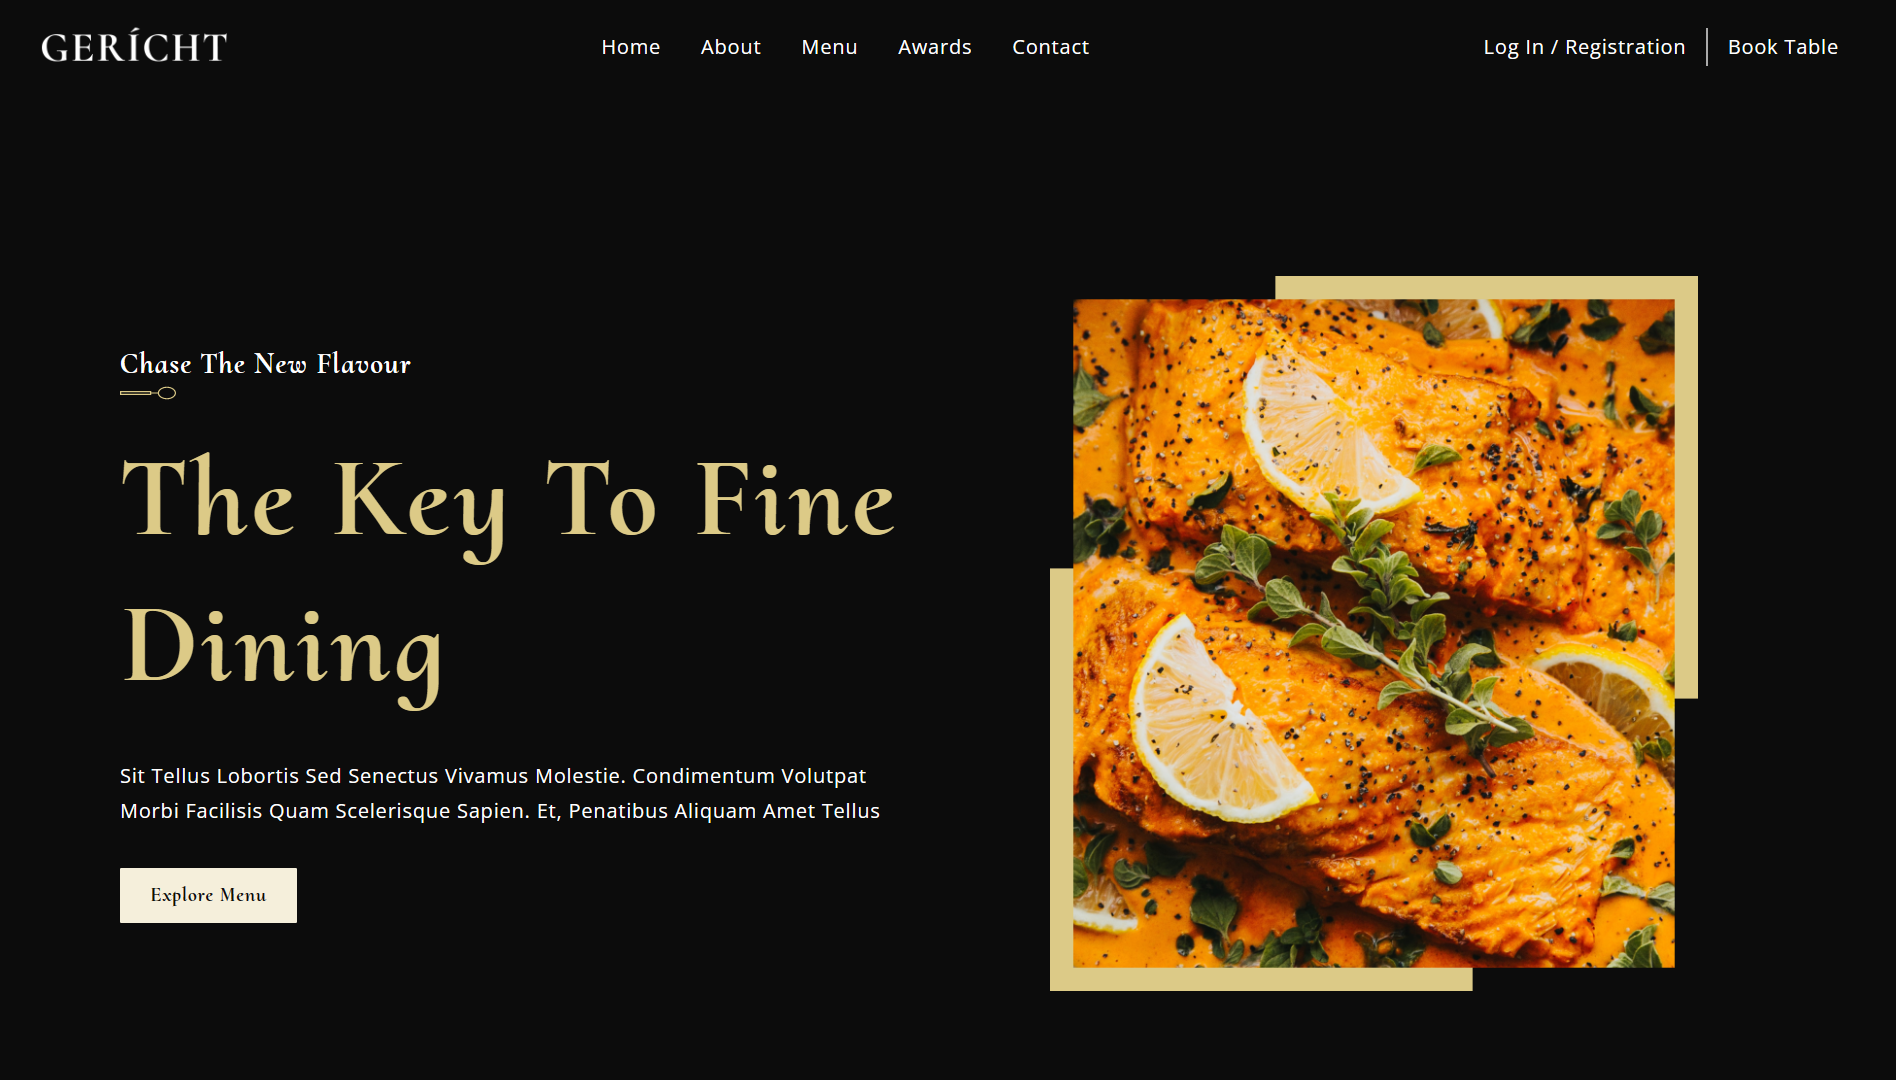 GERÍCHT
Home About Menu Awards Contact
Log In / Registration Book Table
Chase The New Flavour
The Key To Fine
Dining
Sit Tellus Lobortis Sed Senectus Vivamus Molestie. Condimentum Volutpat
Morbi Facilisis Quam Scelerisque Sapien. Et, Penatibus Aliquam Amet Tellus
Explore Menu